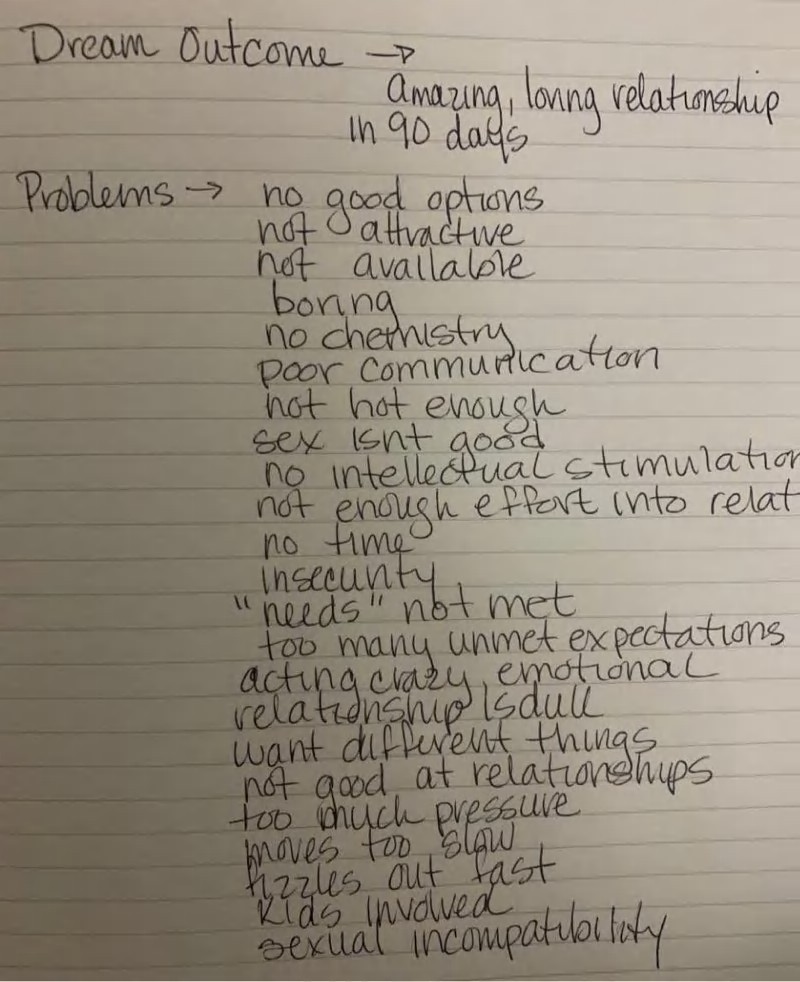 Dream Outcome →
amazing, loving relationship
in 90 days
Problems → no good options
not attractive
not available
boring
no chemistry
poor communication
not hot enough
sex isnt good
no intellectual stimulation
not enough effort into relat
no time
insecurity
"needs" not met
too many unmet expectations
acting crazy, emotional
relationship is dull
want different things
not good at relationships
too much pressure
moves too slow
fizzles out fast
kids involved
sexual incompatibility